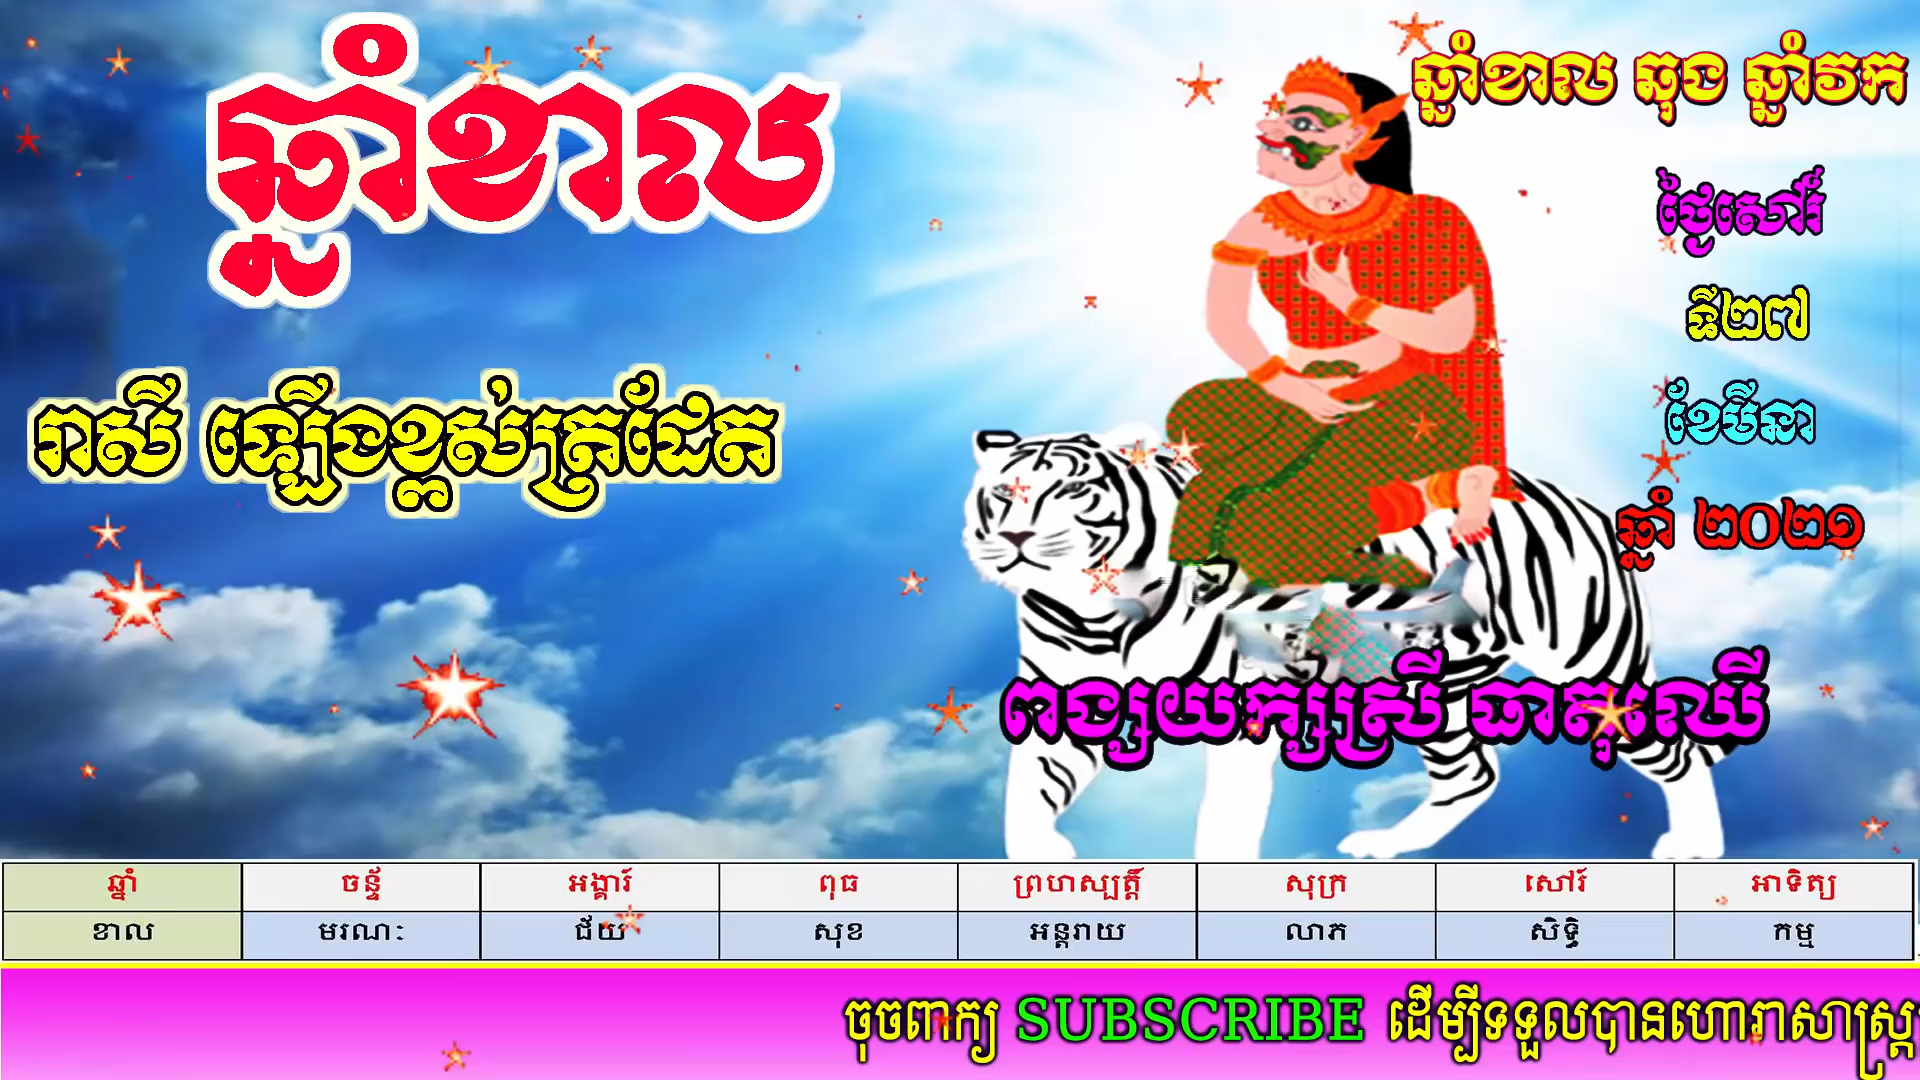 ឆ្នាំខាល
រាសី ឡើងខ្ពស់ត្រដែត
ឆ្នាំខាល ឆុង ឆ្នាំវក
ថ្ងៃសៅរ៍
ទី២៧
ខែមីនា
ឆ្នាំ ២០២១
ពង្សយក្សស្រី ធាតុឈើ
ឆ្នាំ ចន្ទ័ អង្គារ៍ ពុធ ព្រហស្បត្តិ៍ សុក្រ សៅរ៍ អាទិត្យ
ខាល មរណៈ ជ័យ សុខ អន្តរាយ លាភ សិទ្ធិ កម្ម
ចុចពាក្យ SUBSCRIBE ដើម្បីទទួលបានហោរាសាស្ត្រ